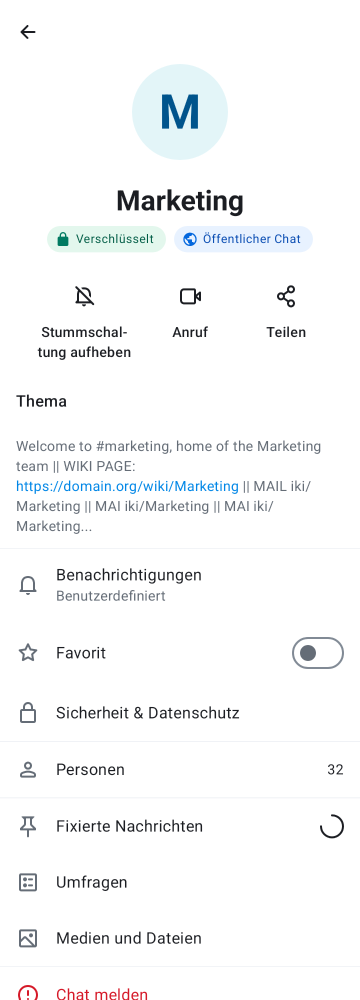 M
Marketing
Verschlüsselt
Öffentlicher Chat
Stummschal-
tung aufheben
Anruf
Teilen
Thema
Welcome to #marketing, home of the Marketing
team || WIKI PAGE:
https://domain.org/wiki/Marketing || MAIL iki/
Marketing || MAI iki/Marketing || MAI iki/
Marketing...
Benachrichtigungen
Benutzerdefiniert
Favorit
Sicherheit & Datenschutz
Personen 32
Fixierte Nachrichten
Umfragen
Medien und Dateien
Chat melden